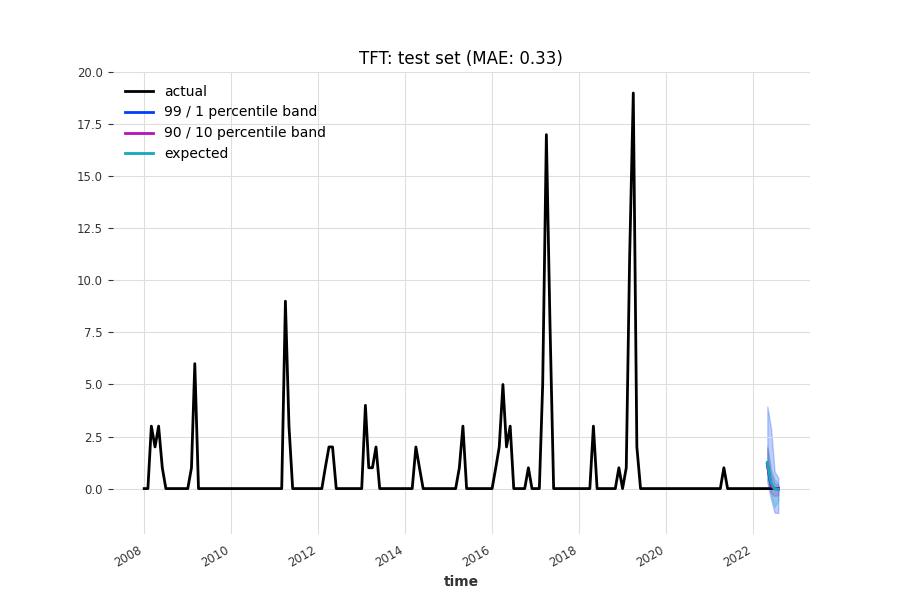 TFT: test set (MAE: 0.33)
20.0
17.5
15.0
12.5
10.0
7.5
5.0
2.5
0.0
actual
99 / 1 percentile band
90 / 10 percentile band
expected
2008
2010
2012
2014
2016
2018
2020
2022
time